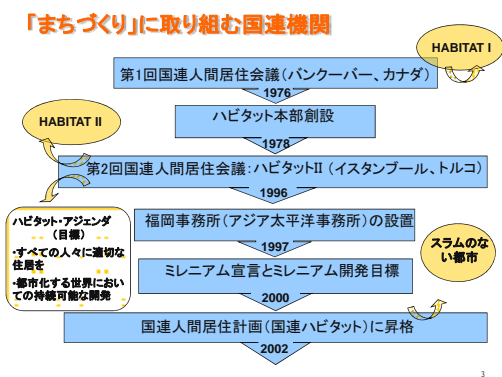 「まちづくり」に取り組む国連機関
HABITAT I
第1回国連人間居住会議(バンクーバー、カナダ)
1976
HABITAT II
ハビタット本部創設
1978
第2回国連人間居住会議:ハビタットII (イスタンブール、トルコ)
1996
ハビタット・アジェンダ
(目標)
・すべての人々に適切な
住居を
・都市化する世界におい
ての持続可能な開発
福岡事務所(アジア太平洋事務所)の設置
1997
スラムのな
い都市
ミレニアム宣言とミレニアム開発目標
2000
国連人間居住計画(国連ハビタット)に昇格
2002
3